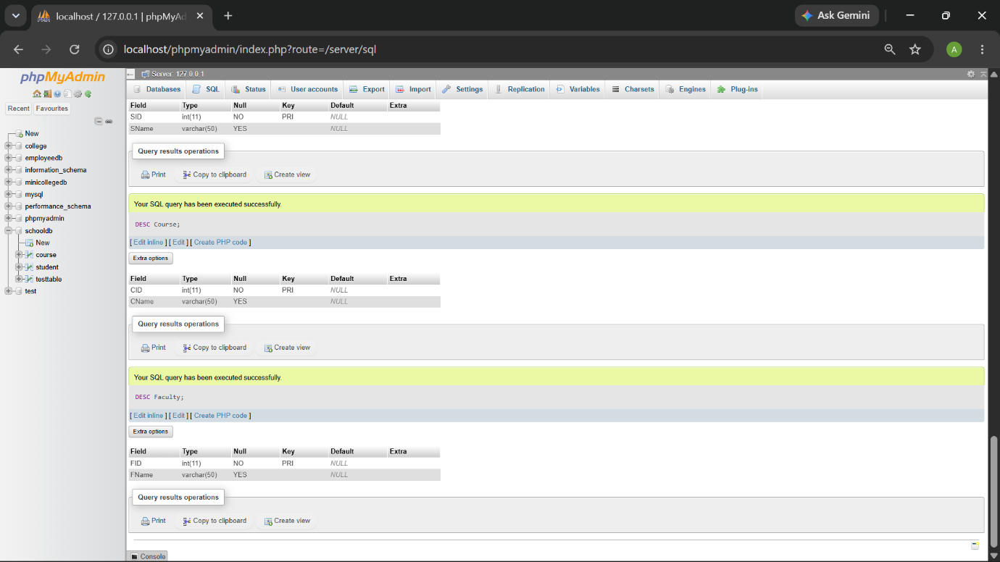 localhost / 127.0.0.1 | phpMyAd
Ask Gemini
localhost/phpmyadmin/index.php?route=/server/sql
A
phpMyAdmin
Recent
Favourites
New
college
employeedb
information_schema
minicollegedb
mysql
performance_schema
phpmyadmin
schooldb
New
course
student
testtable
test
Server: 127.0.0.1
Databases SQL Status User accounts Export Import Settings Replication Variables Charsets Engines Plug-ins
Field Type Null Key Default Extra
SID int(11) NO PRI NULL
SName varchar(50) YES NULL
Query results operations
Print Copy to clipboard Create view
Your SQL query has been executed successfully.
DESC Course;
[ Edit inline ] [ Edit ] [ Create PHP code ]
Extra options
Field Type Null Key Default Extra
CID int(11) NO PRI NULL
CName varchar(50) YES NULL
Query results operations
Print Copy to clipboard Create view
Your SQL query has been executed successfully.
DESC Faculty;
[ Edit inline ] [ Edit ] [ Create PHP code ]
Extra options
Field Type Null Key Default Extra
FID int(11) NO PRI NULL
FName varchar(50) YES NULL
Query results operations
Print Copy to clipboard Create view
Console